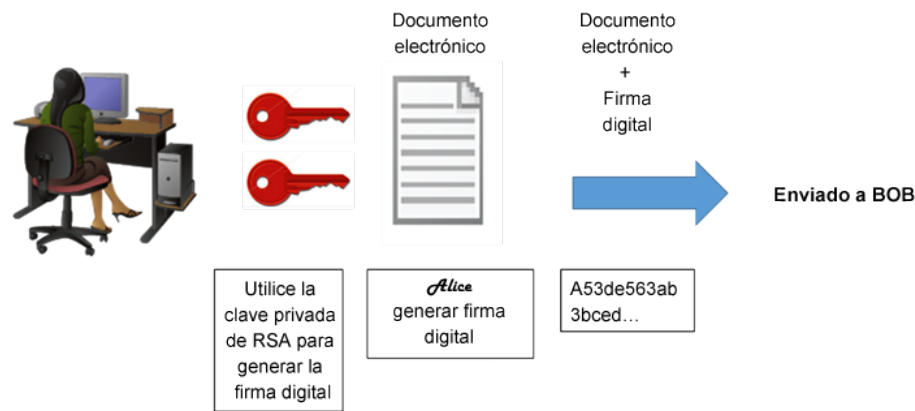 Documento
electrónico
Documento
electrónico
+
Firma
digital
Enviado a BOB
Utilice la
clave privada
de RSA para
generar la
firma digital
Alice
generar firma
digital
A53de563ab
3bced...